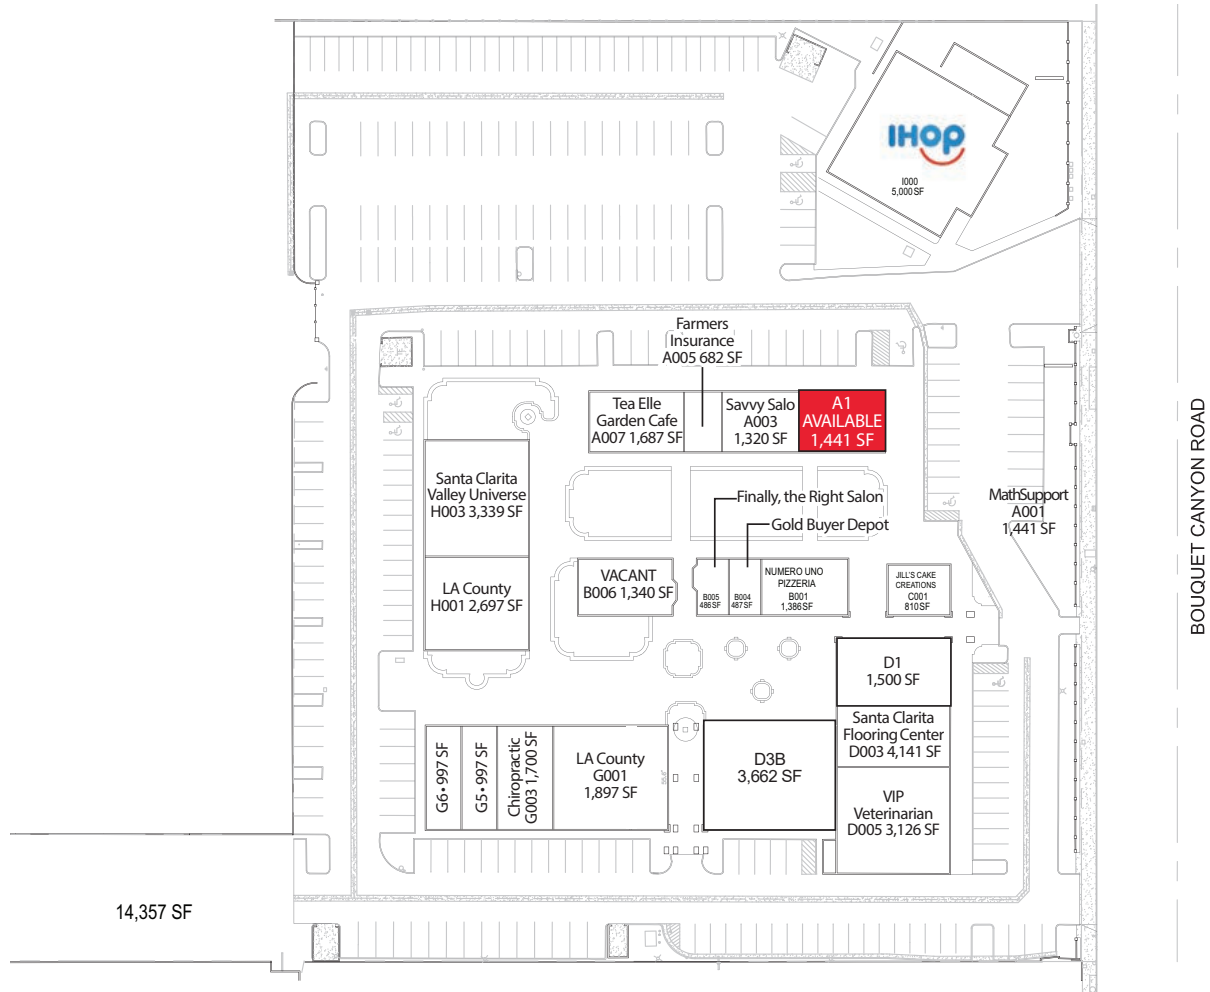 IHOP
I000
5,000 SF
Farmers
Insurance
A005 682 SF
Tea Elle
Garden Cafe
A007 1,687 SF
Savvy Salo
A003
1,320 SF
A1
AVAILABLE
1,441 SF
MathSupport
A001
1,441 SF
BOUQUET CANYON ROAD
Santa Clarita
Valley Universe
H003 3,339 SF
Finally, the Right Salon
Gold Buyer Depot
LA County
H001 2,697 SF
VACANT
B006 1,340 SF
B005
486 SF
B004
487 SF
NUMERO UNO
PIZZERIA
B001
1,386SF
JILL'S CAKE
CREATIONS
C001
810 SF
D1
1,500 SF
Santa Clarita
Flooring Center
D003 4,141 SF
G6 • 997 SF
G5 • 997 SF
Chiropractic
G003 1,700 SF
LA County
G001
1,897 SF
D3B
3,662 SF
VIP
Veterinarian
D005 3,126 SF
14,357 SF